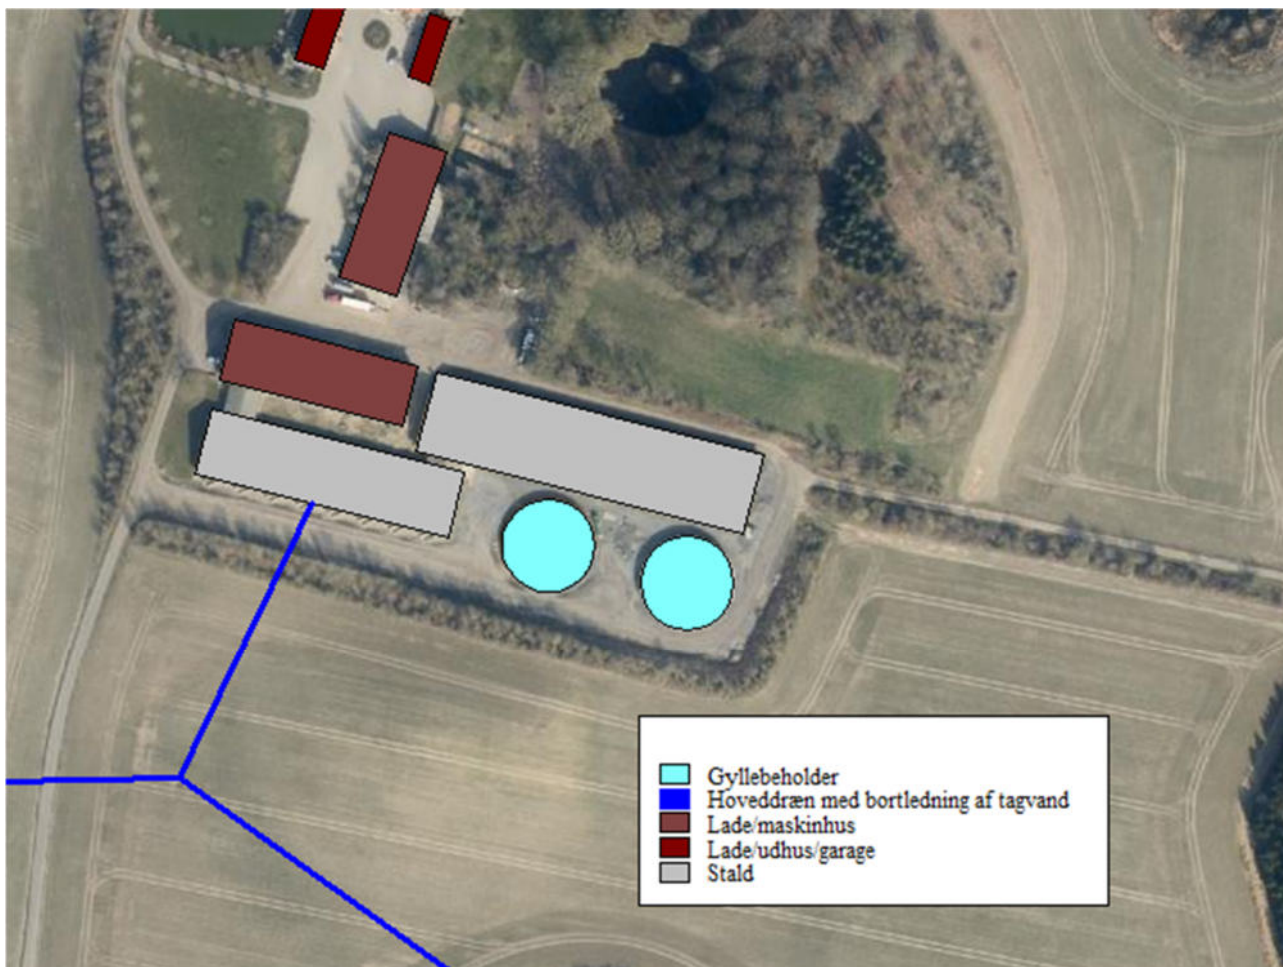 Gyllebeholder
Hoveddræn med bortledning af tagvand
Lade/maskinhus
Lade/udhus/garage
Stald